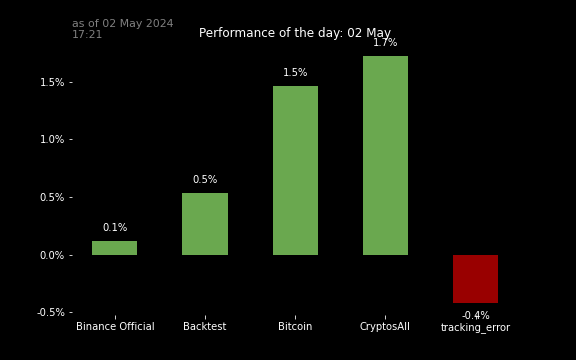 as of 02 May 2024
17:21
Performance of the day: 02 May
1.7%
1.5%
1.5%
1.0%
0.5%
0.5%
0.1%
0.0%
-0.5%
-0.4%
Binance Official
Backtest
Bitcoin
CryptosAll
tracking_error